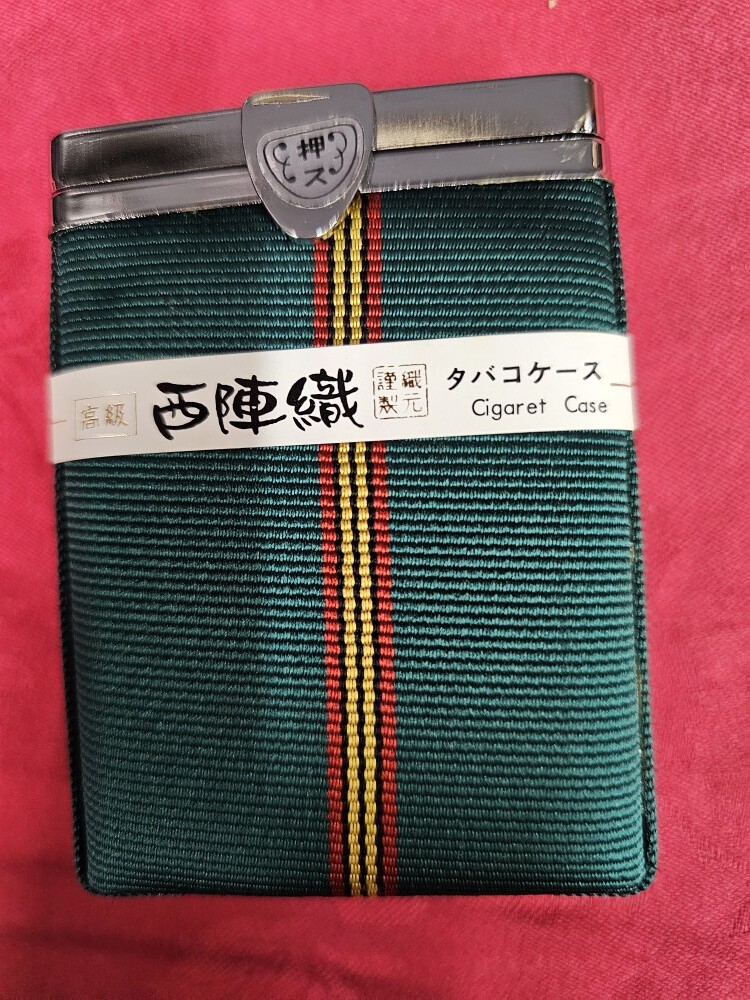 押
ス
高級
西陣織
謹製
織元
タバコケース
Cigaret Case